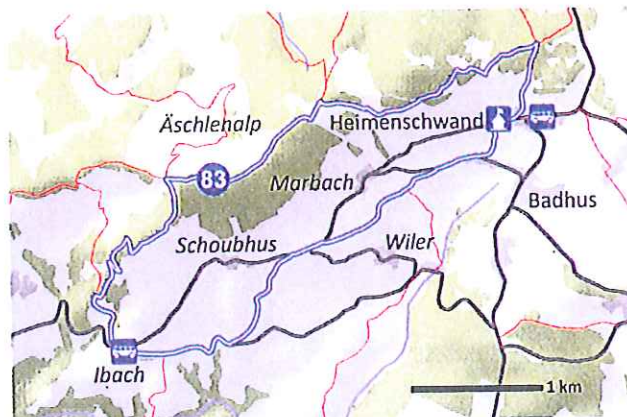 Äschlenalp
Heimenschwand
83
Marbach
Badhus
Schoubhus
Wiler
Ibach
1 km